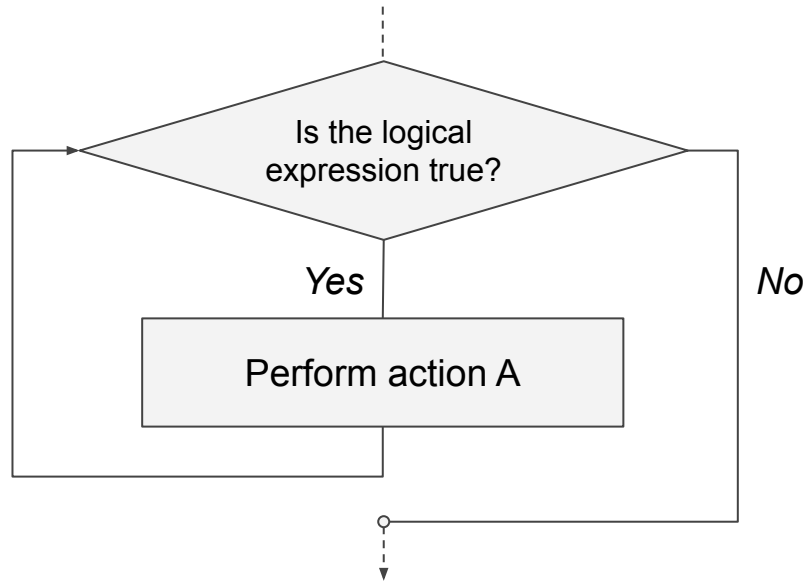 Is the logical
expression true?
Yes
No
Perform action A